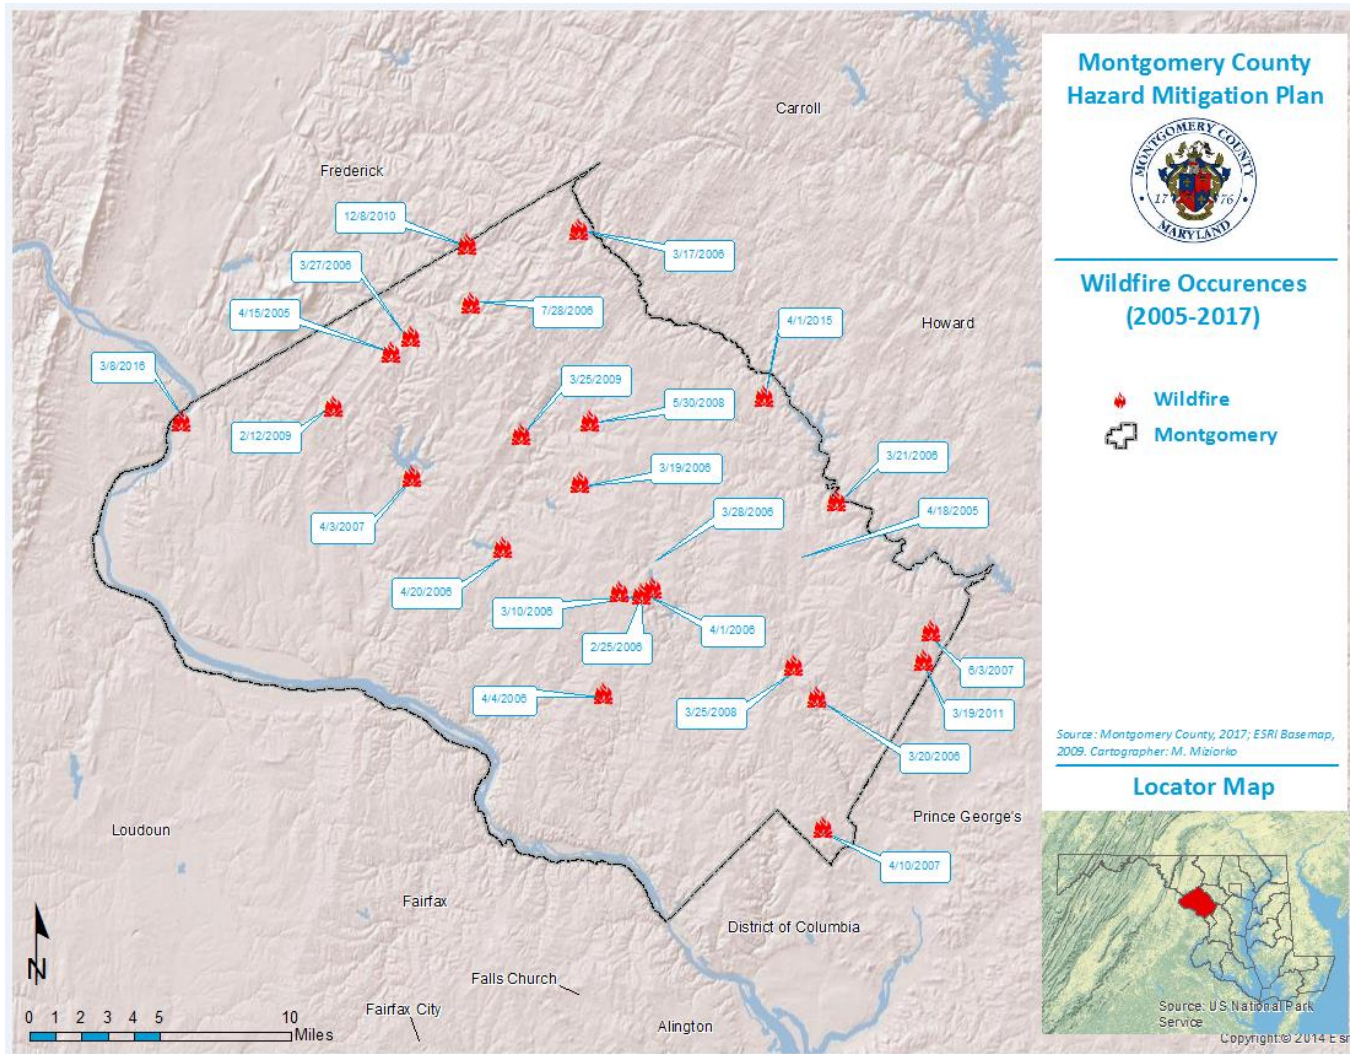 Montgomery County
Hazard Mitigation Plan
MONTGOMERY COUNTY
17 76
MARYLAND
Wildfire Occurences
(2005-2017)
Wildfire
Montgomery
Source: Montgomery County, 2017; ESRI Basemap,
2009. Cartographer: M. Miziorko
Locator Map
Source: US National Park
Service
Copyright:© 2014 Esr
Carroll
Frederick
12/8/2010
3/17/2006
3/27/2006
7/28/2006
4/15/2005
4/1/2015
Howard
3/8/2016
3/25/2009
5/30/2008
2/12/2009
3/19/2006
3/21/2006
4/3/2007
3/28/2006
4/18/2005
4/20/2006
3/10/2006
2/25/2006
4/1/2006
6/3/2007
4/4/2006
3/25/2008
3/19/2011
3/20/2006
Loudoun
Prince George's
4/10/2007
Fairfax
District of Columbia
Falls Church
Fairfax City
Alington
N
0 1 2 3 4 5 10
Miles